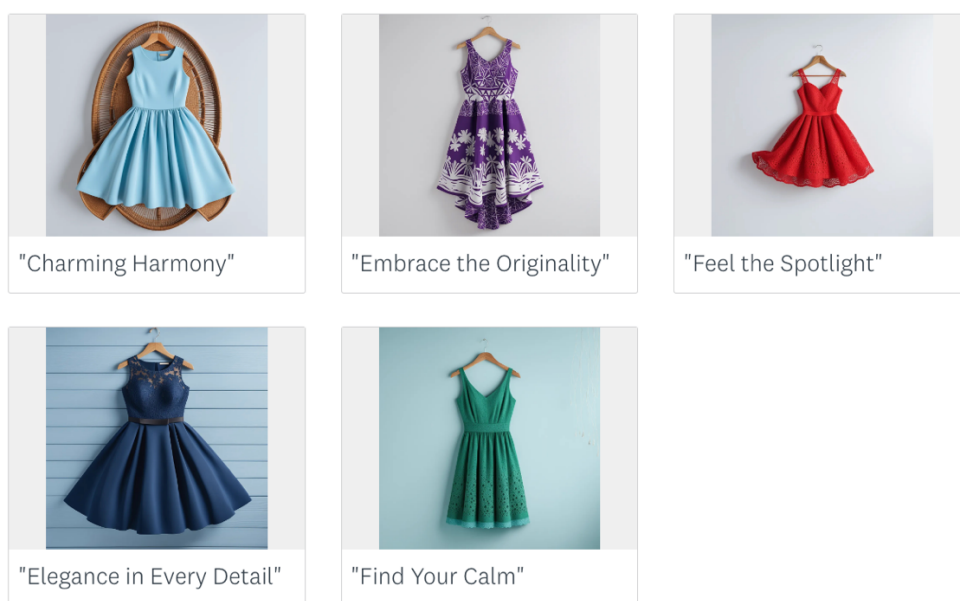 "Charming Harmony"
"Embrace the Originality"
"Feel the Spotlight"
"Elegance in Every Detail"
"Find Your Calm"